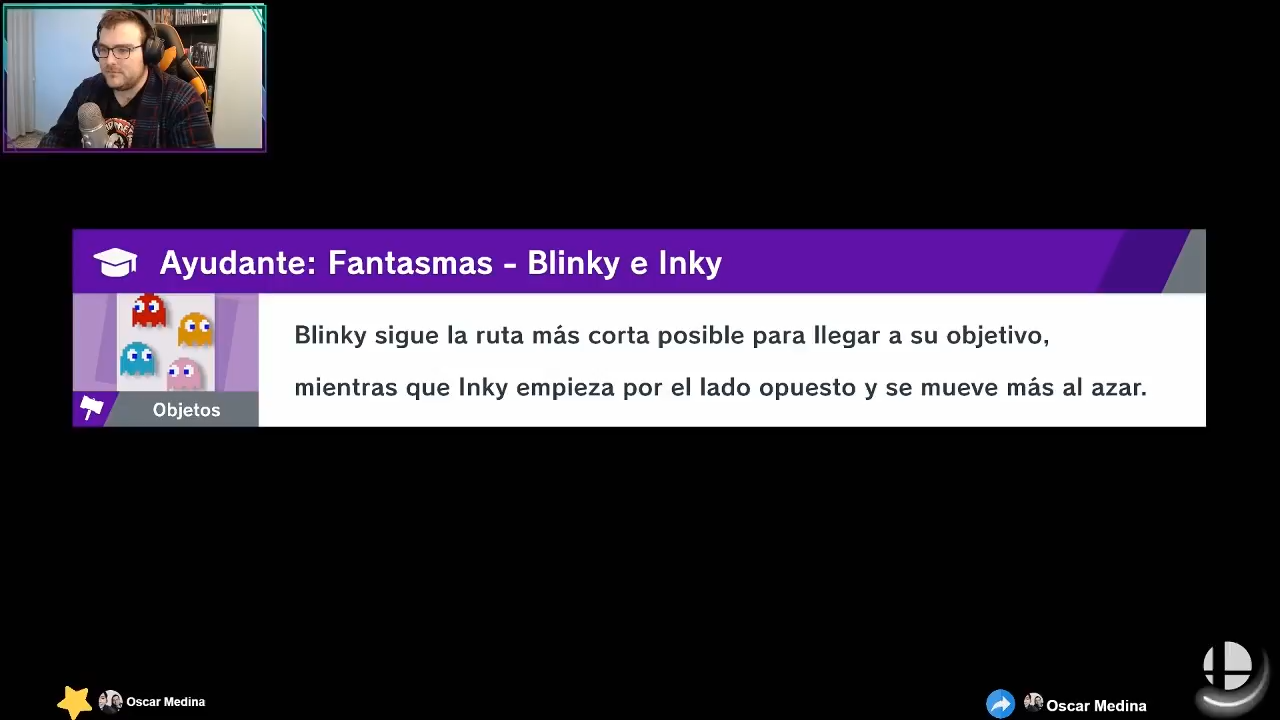 Ayudante: Fantasmas - Blinky e Inky
Blinky sigue la ruta más corta posible para llegar a su objetivo,
mientras que Inky empieza por el lado opuesto y se mueve más al azar.
Objetos
Oscar Medina
Oscar Medina